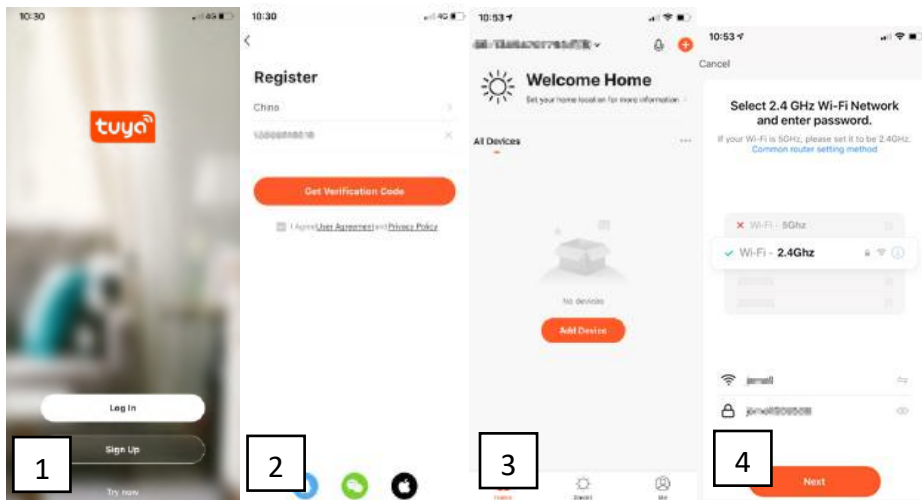 10:30
4G
tuya
Log In
Sign Up
Try now
1
10:30
4G
Register
China
Get Verification Code
I Agree User Agreement and Privacy Policy
2
10:53
Welcome Home
Set your home location for more information
All Devices
No devices
Add Device
Me
3
10:53
Cancel
Select 2.4 GHz Wi-Fi Network
and enter password.
If your Wi-Fi is 5GHz, please set it to be 2.4GHz.
Common router setting method
Wi-Fi - 5Ghz
Wi-Fi - 2.4Ghz
Next
4